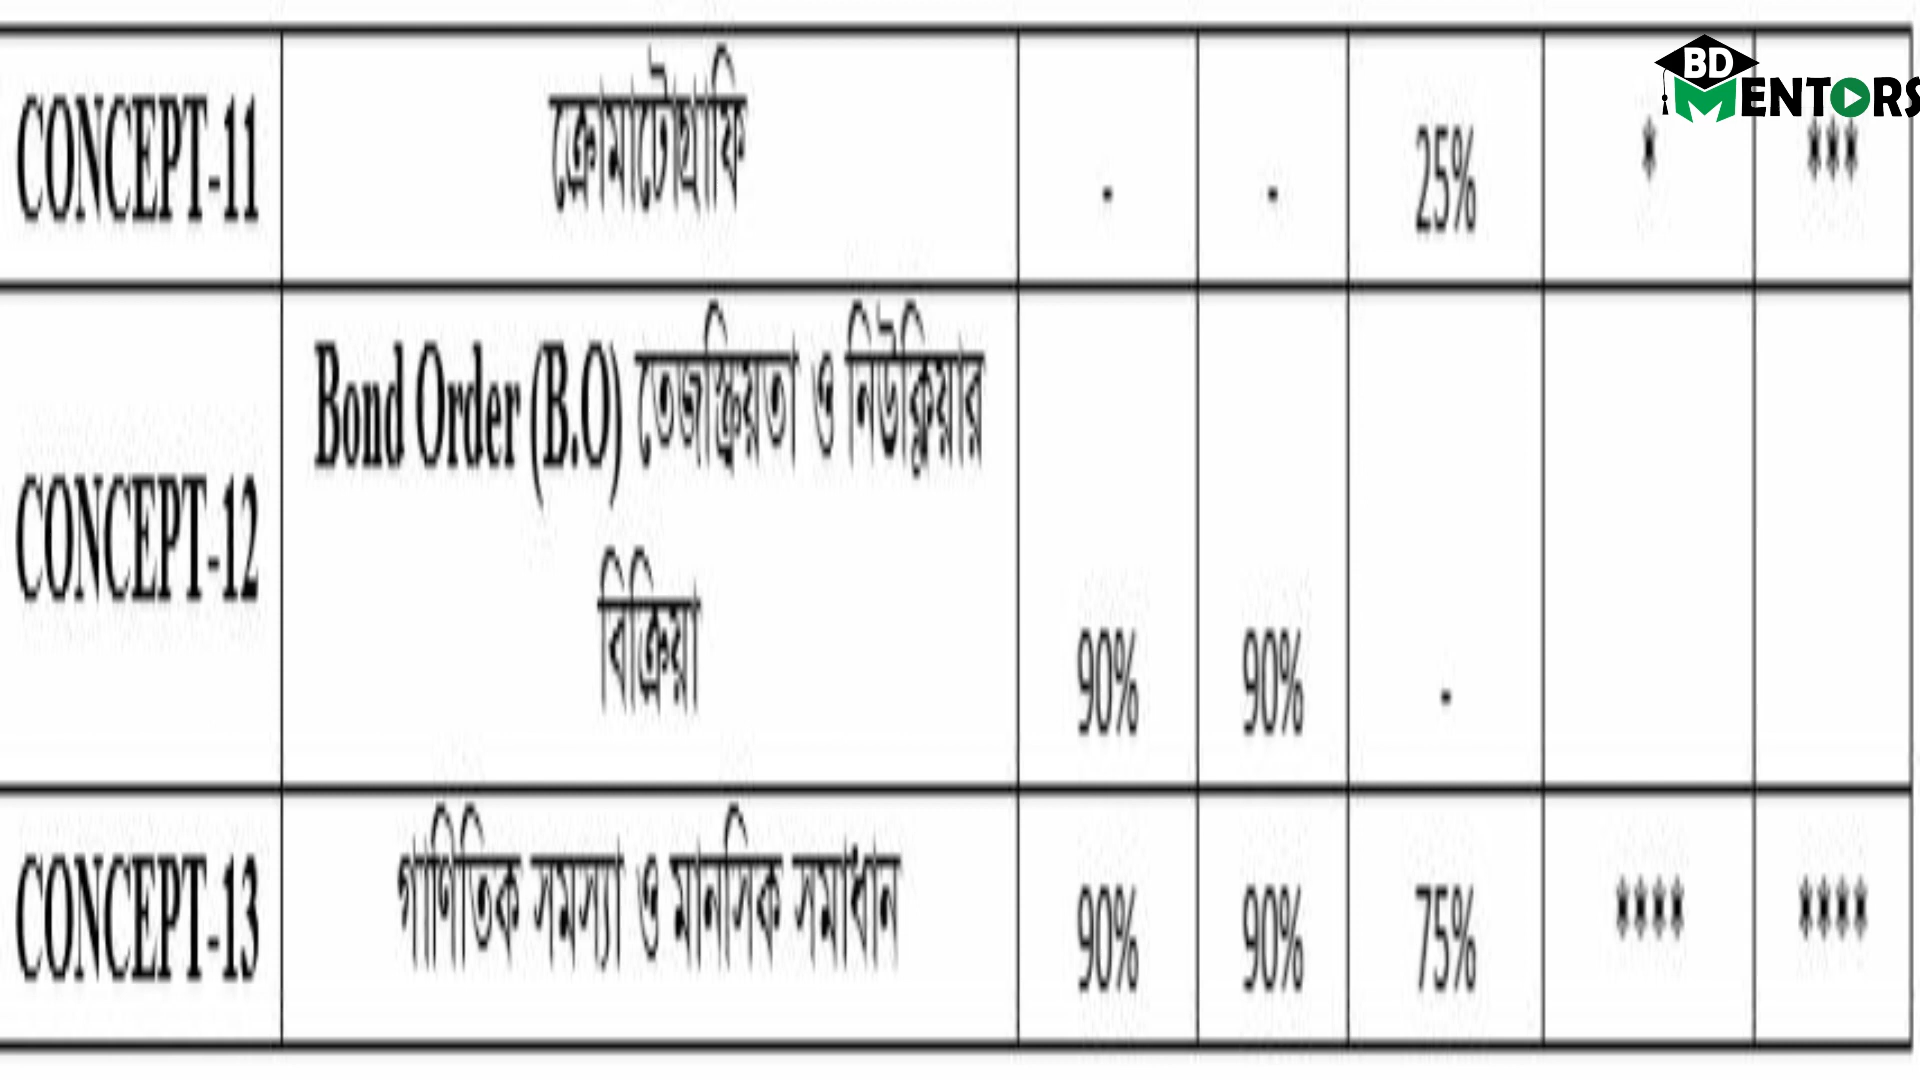 BD
MENTORS
CONCEPT-11 ক্রোমাটোগ্রাফি - - 25% * ***
Bond Order (B.O) তেজস্ক্রিয়তা ও নিউক্লিয়ার
CONCEPT-12
বিক্রিয়া 90% 90% -
CONCEPT-13 গাণিতিক সমস্যা ও মানসিক সমাধান 90% 90% 75% **** ****